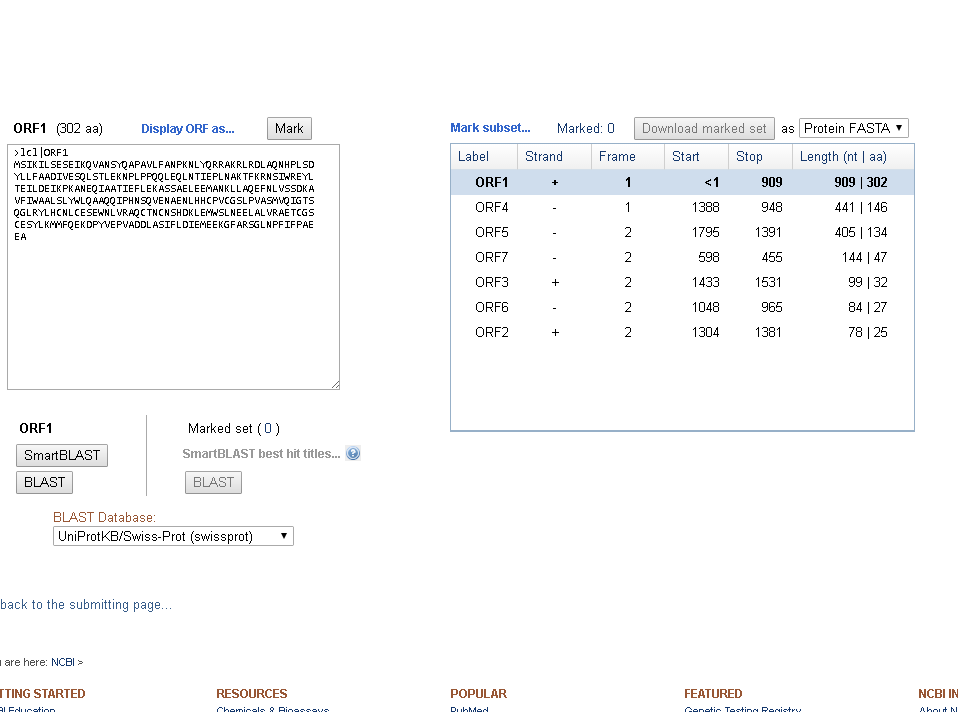 ORF1 (302 aa) Display ORF as... Mark
>lcl|ORF1
MSIKILSESEIKQVANSYQAPAVLFANPKNLYQRRAKRLRDLAQNHPLSD
YLLFAADIVESQLSTLEKNPLPPQQLEQLNTIEPLNAKTFKRNSIWREYL
TEILDEIKPKANEQIAATIEFLEKASSAELEEMANKLLAQEFNLVSSDKA
VFIWAALSLYWLQAAQQIPHNSQVENAENLHHCPVCGSLPVASMVQIGTS
QGLRYLHCNLCESEWNLVRAQCTNCNSHDKLEMWSLNEELALVRAETCGS
CESYLKMMFQEKDPYVEPVADDLASIFLDIEMEEKGFARSGLNPFIFPAE
EA
Mark subset... Marked: 0 Download marked set as Protein FASTA
Label Strand Frame Start Stop Length (nt | aa)
ORF1 + 1 <1 909 909 | 302
ORF4 - 1 1388 948 441 | 146
ORF5 - 2 1795 1391 405 | 134
ORF7 - 2 598 455 144 | 47
ORF3 + 2 1433 1531 99 | 32
ORF6 - 2 1048 965 84 | 27
ORF2 + 2 1304 1381 78 | 25
ORF1 Marked set ( 0 )
SmartBLAST SmartBLAST best hit titles... ?
BLAST BLAST
BLAST Database:
UniProtKB/Swiss-Prot (swissprot)
back to the submitting page...
are here: NCBI >
TTING STARTED RESOURCES POPULAR FEATURED NCBI IN
BI Education Chemicals & Bioassays PubMed Genetic Testing Registry About N